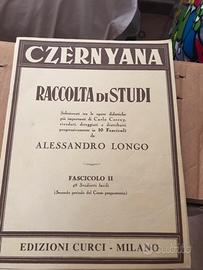 CZERNYANA
RACCOLTA DI STUDI
Selezionati tra le opere didattiche
più importanti di Carlo Czerny,
riveduti, diteggiati e distribuiti
progressivamente in 10 Fascicoli
da
ALESSANDRO LONGO
FASCICOLO II
48 Studietti facili
(Secondo periodo del Corso preparatorio)
EDIZIONI CURCI - MILANO